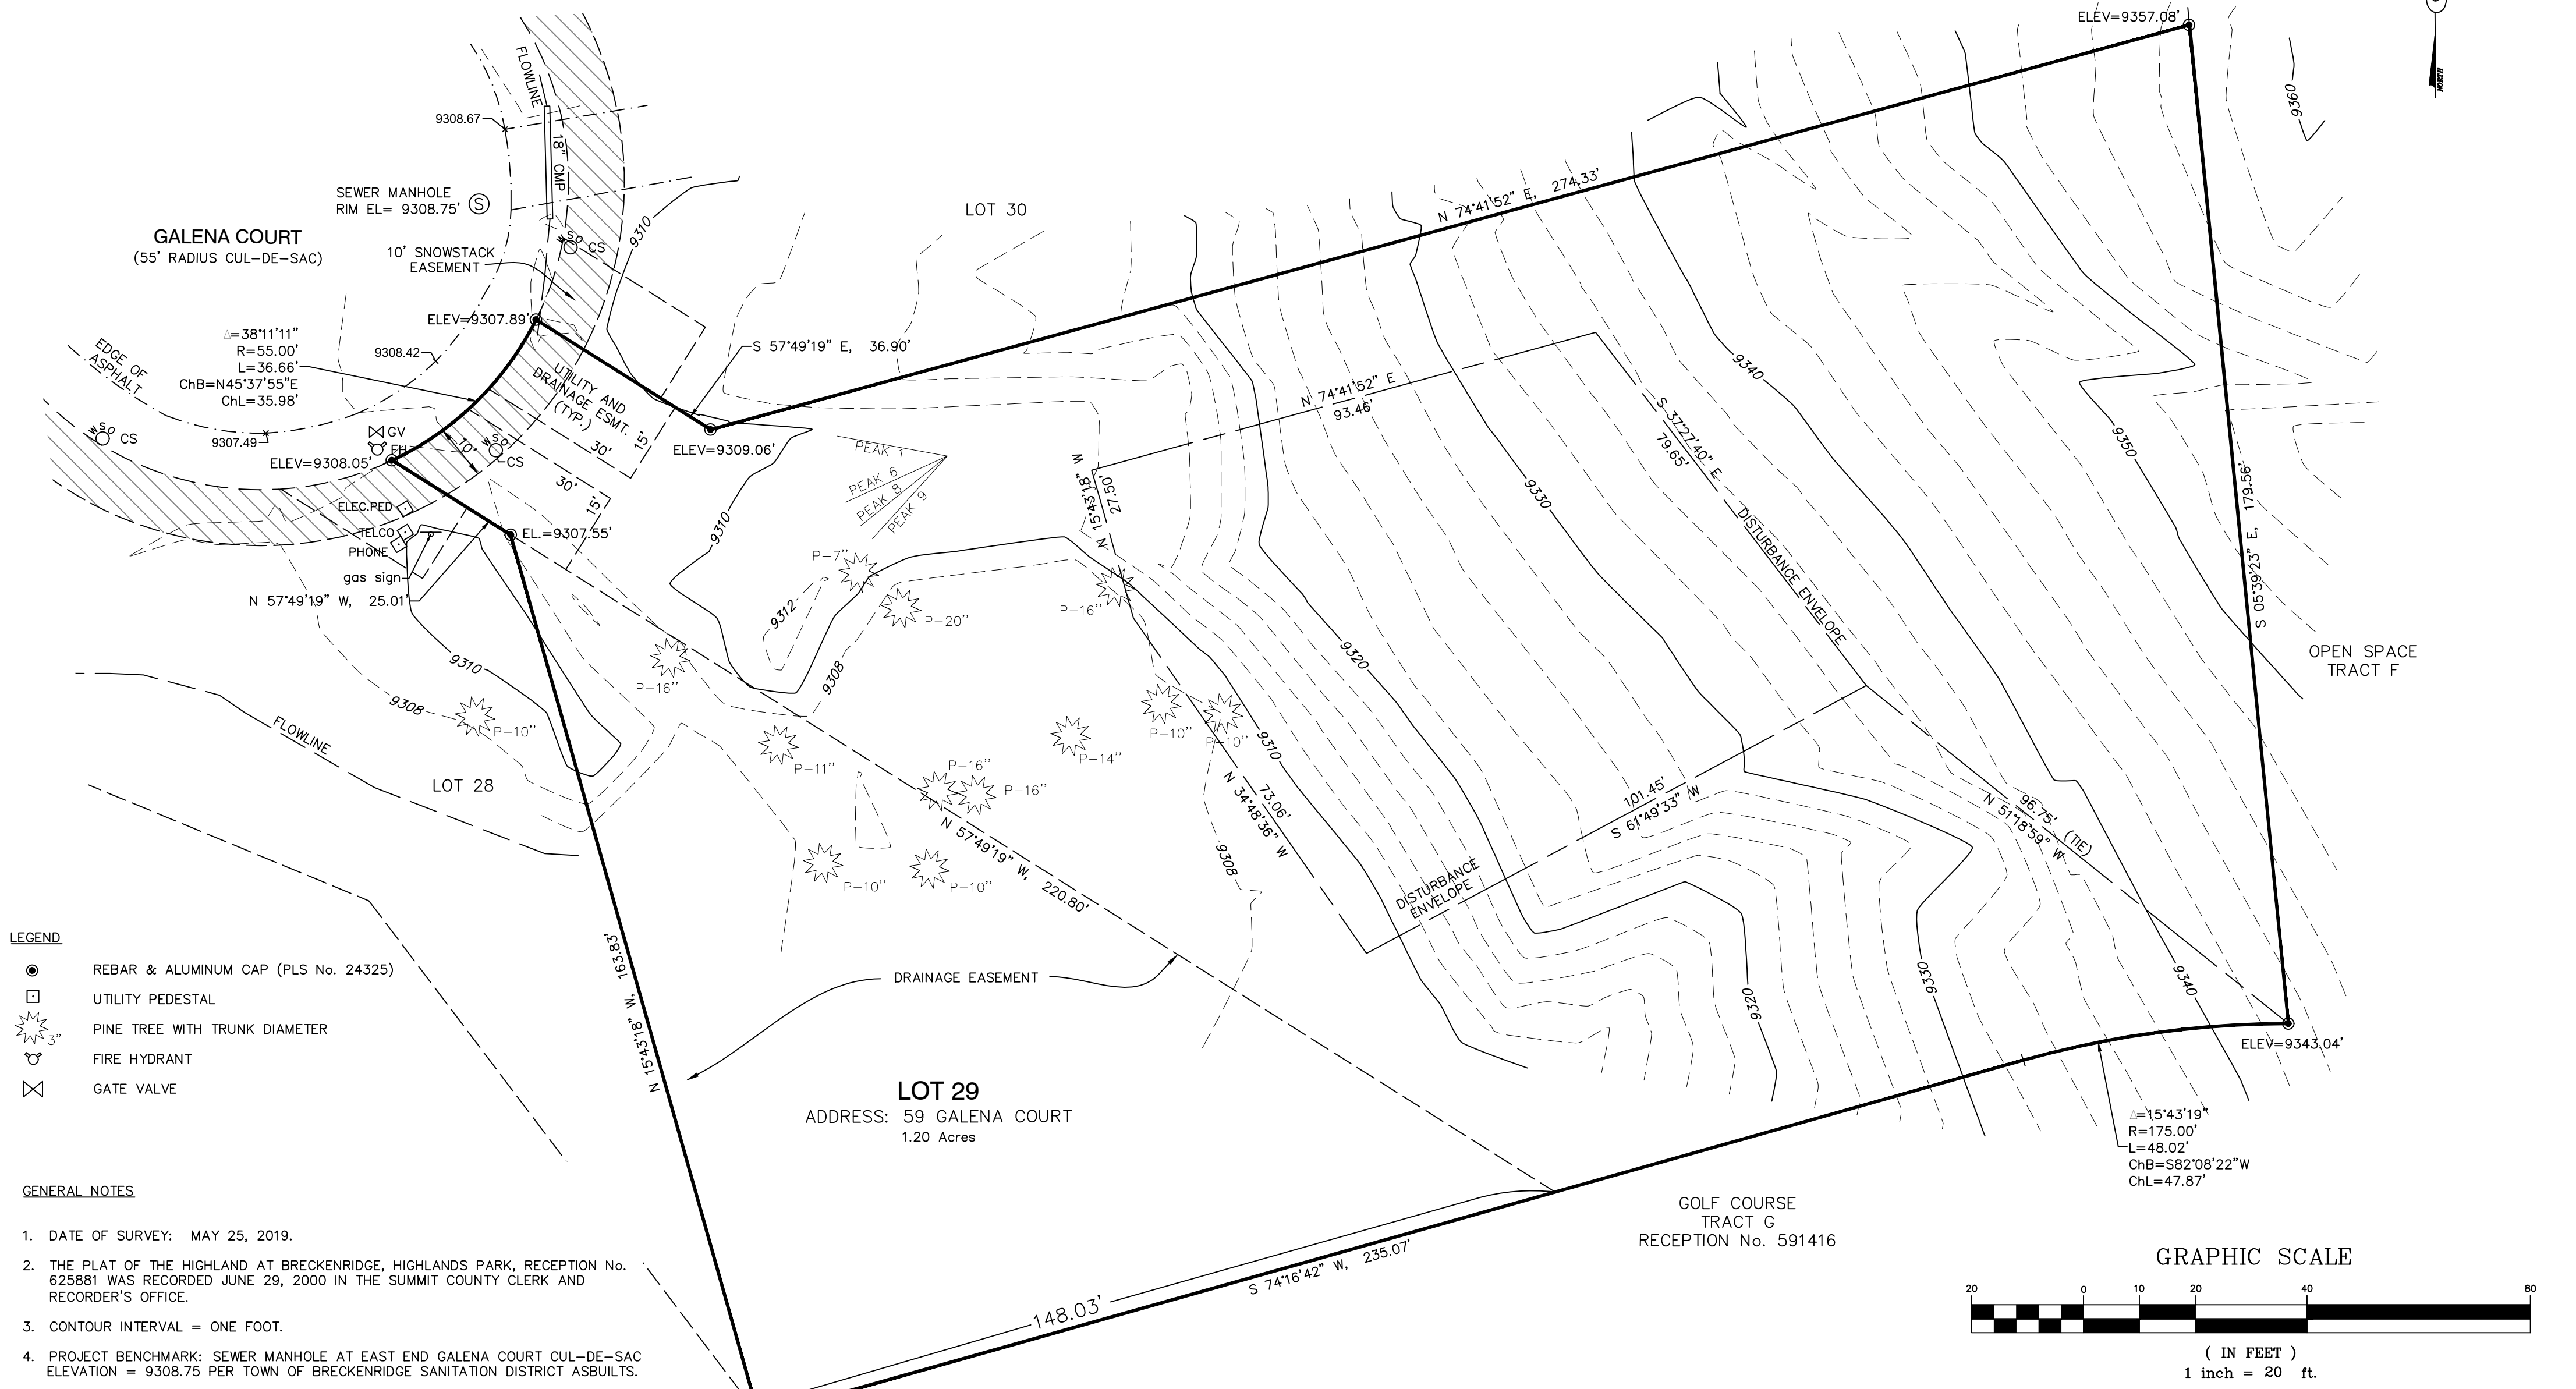 ELEV=9357.08'
NORTH
9360
FLOWLINE
18" CMP
9308.67
SEWER MANHOLE
RIM EL= 9308.75'
S
GALENA COURT
(55' RADIUS CUL-DE-SAC)
10' SNOWSTACK
EASEMENT
W S O
CS
9310
LOT 30
N 74°41'52" E, 274.33'
ELEV=9307.89'
Δ=38°11'11"
R=55.00'
L=36.66'
ChB=N45°37'55"E
ChL=35.98'
9308.42
EDGE OF
ASPHALT
S 57°49'19" E, 36.90'
UTILITY AND
DRAINAGE ESMT.
(TYP.)
30'
15'
W S O
CS
9307.49
GV
FH
10'
W S O
CS
ELEV=9308.05'
ELEV=9309.06'
30'
15'
ELEC.PED
TELCO
PHONE
gas sign
EL.=9307.55'
N 57°49'19" W, 25.01'
PEAK 1
PEAK 6
PEAK 8
PEAK 9
9310
N 74°41'52" E
93.46'
N 15°43'18" W
27.50'
S 37°27'40" E
79.65'
DISTURBANCE ENVELOPE
9340
9330
9350
S 05°39'23" E, 179.56'
OPEN SPACE
TRACT F
P-7"
9312
P-20"
P-16"
9308
P-16"
9310
9308
P-10"
FLOWLINE
LOT 28
P-11"
P-16"
P-16"
P-14"
P-10"
P-10"
9310
9320
P-10"
P-10"
N 57°49'19" W, 220.80'
9308
73.06'
N 34°48'36" W
101.45'
S 61°49'33" W
DISTURBANCE
ENVELOPE
96.75' (TIE)
N 51°18'59" W
9320
9330
9340
ELEV=9343.04'
N 15°43'18" W, 163.83'
DRAINAGE EASEMENT
LOT 29
ADDRESS: 59 GALENA COURT
1.20 Acres
Δ=15°43'19"
R=175.00'
L=48.02'
ChB=S82°08'22"W
ChL=47.87'
GOLF COURSE
TRACT G
RECEPTION No. 591416
148.03'
S 74°16'42" W, 235.07'
LEGEND
REBAR & ALUMINUM CAP (PLS No. 24325)
UTILITY PEDESTAL
3"
PINE TREE WITH TRUNK DIAMETER
FIRE HYDRANT
GATE VALVE
GENERAL NOTES
1. DATE OF SURVEY: MAY 25, 2019.
2. THE PLAT OF THE HIGHLAND AT BRECKENRIDGE, HIGHLANDS PARK, RECEPTION No.
625881 WAS RECORDED JUNE 29, 2000 IN THE SUMMIT COUNTY CLERK AND
RECORDER'S OFFICE.
3. CONTOUR INTERVAL = ONE FOOT.
4. PROJECT BENCHMARK: SEWER MANHOLE AT EAST END GALENA COURT CUL-DE-SAC
ELEVATION = 9308.75 PER TOWN OF BRECKENRIDGE SANITATION DISTRICT ASBUILTS.
GRAPHIC SCALE
20 0 10 20 40 80
( IN FEET )
1 inch = 20 ft.